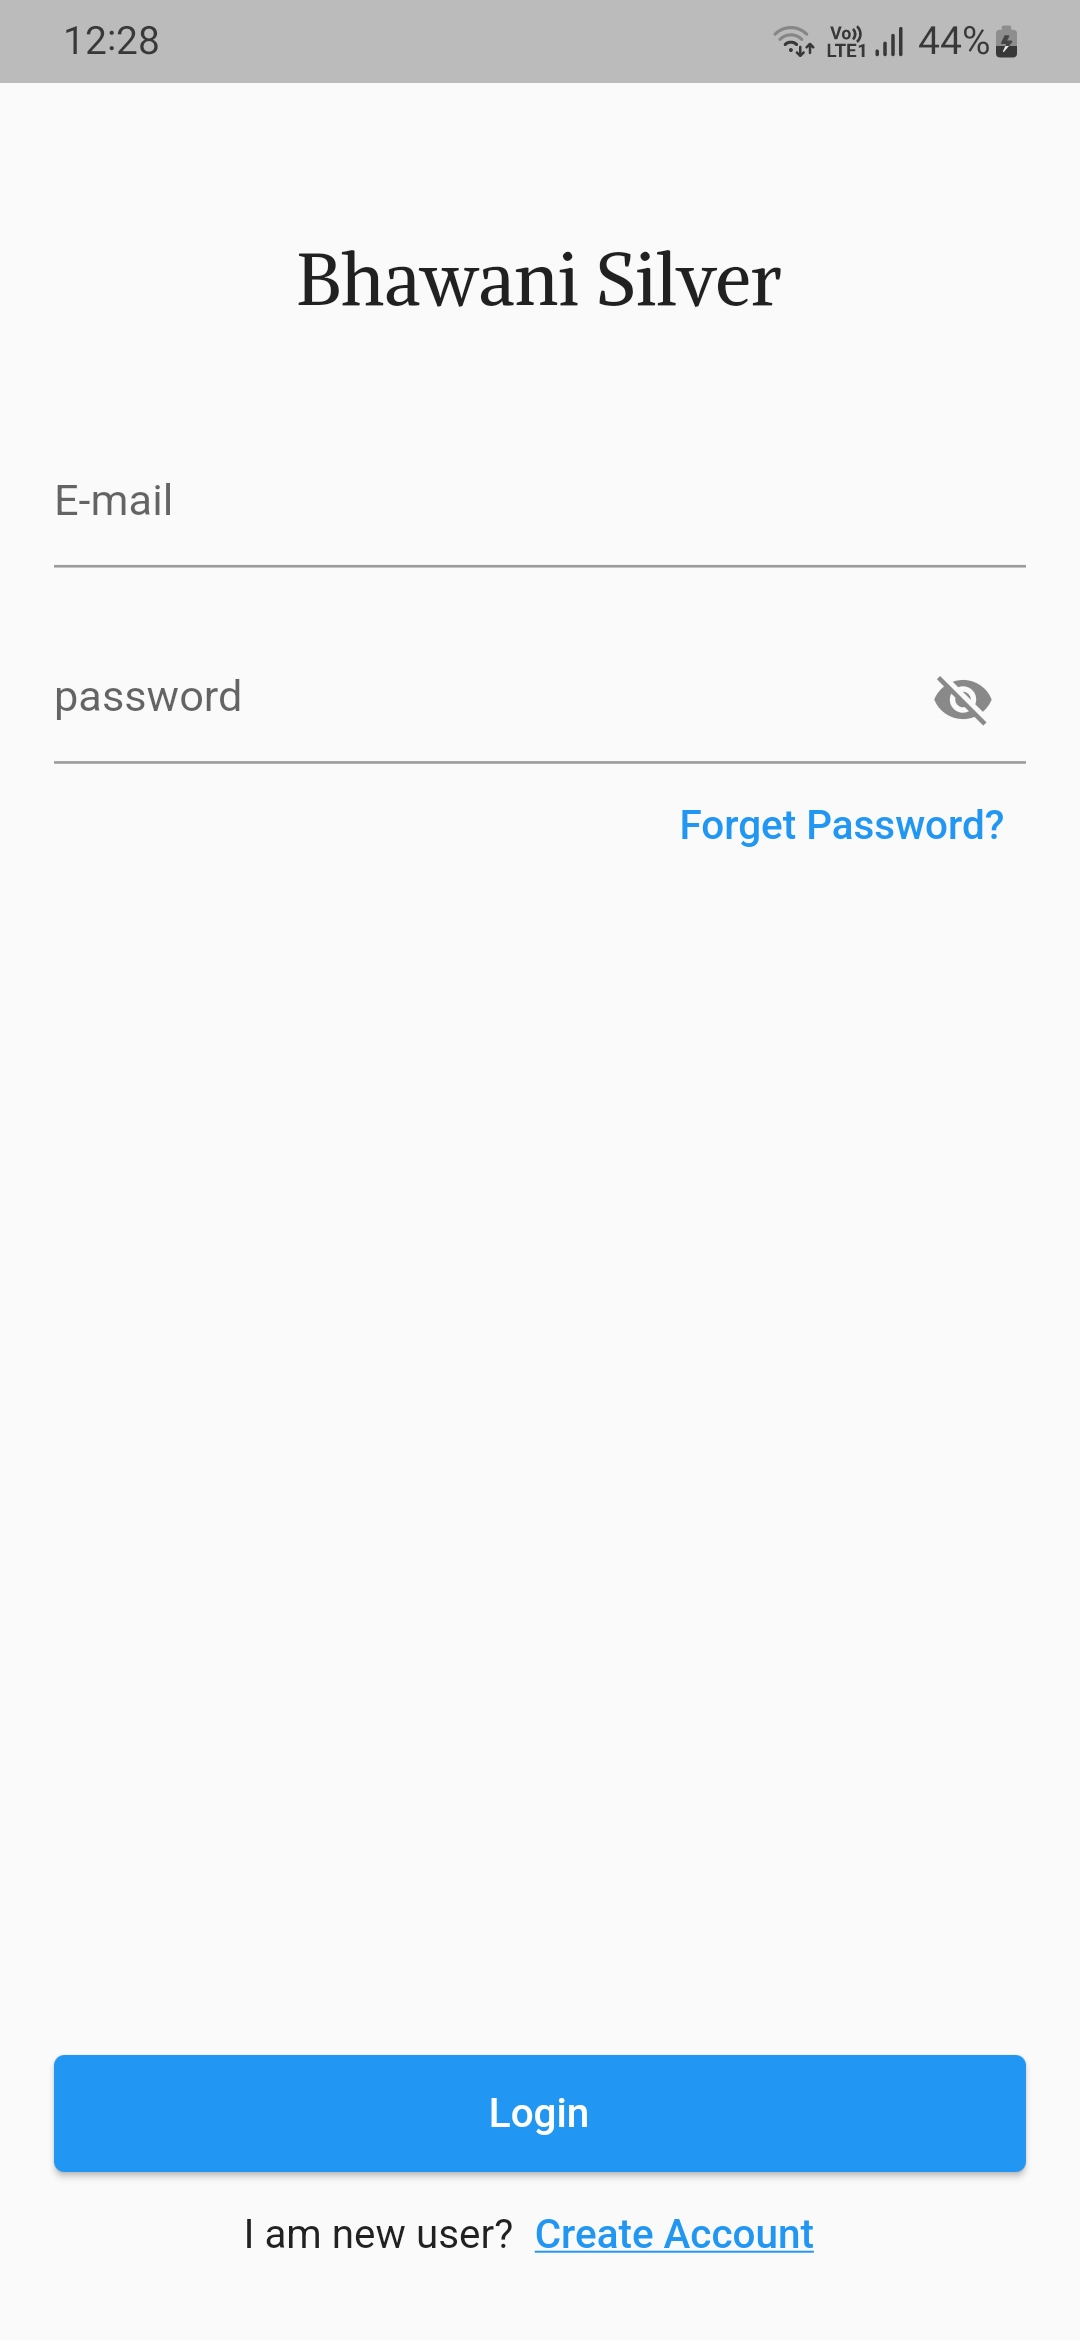 12:28 Vo)) LTE1 44%
Bhawani Silver
E-mail
password
Forget Password?
Login
I am new user? Create Account